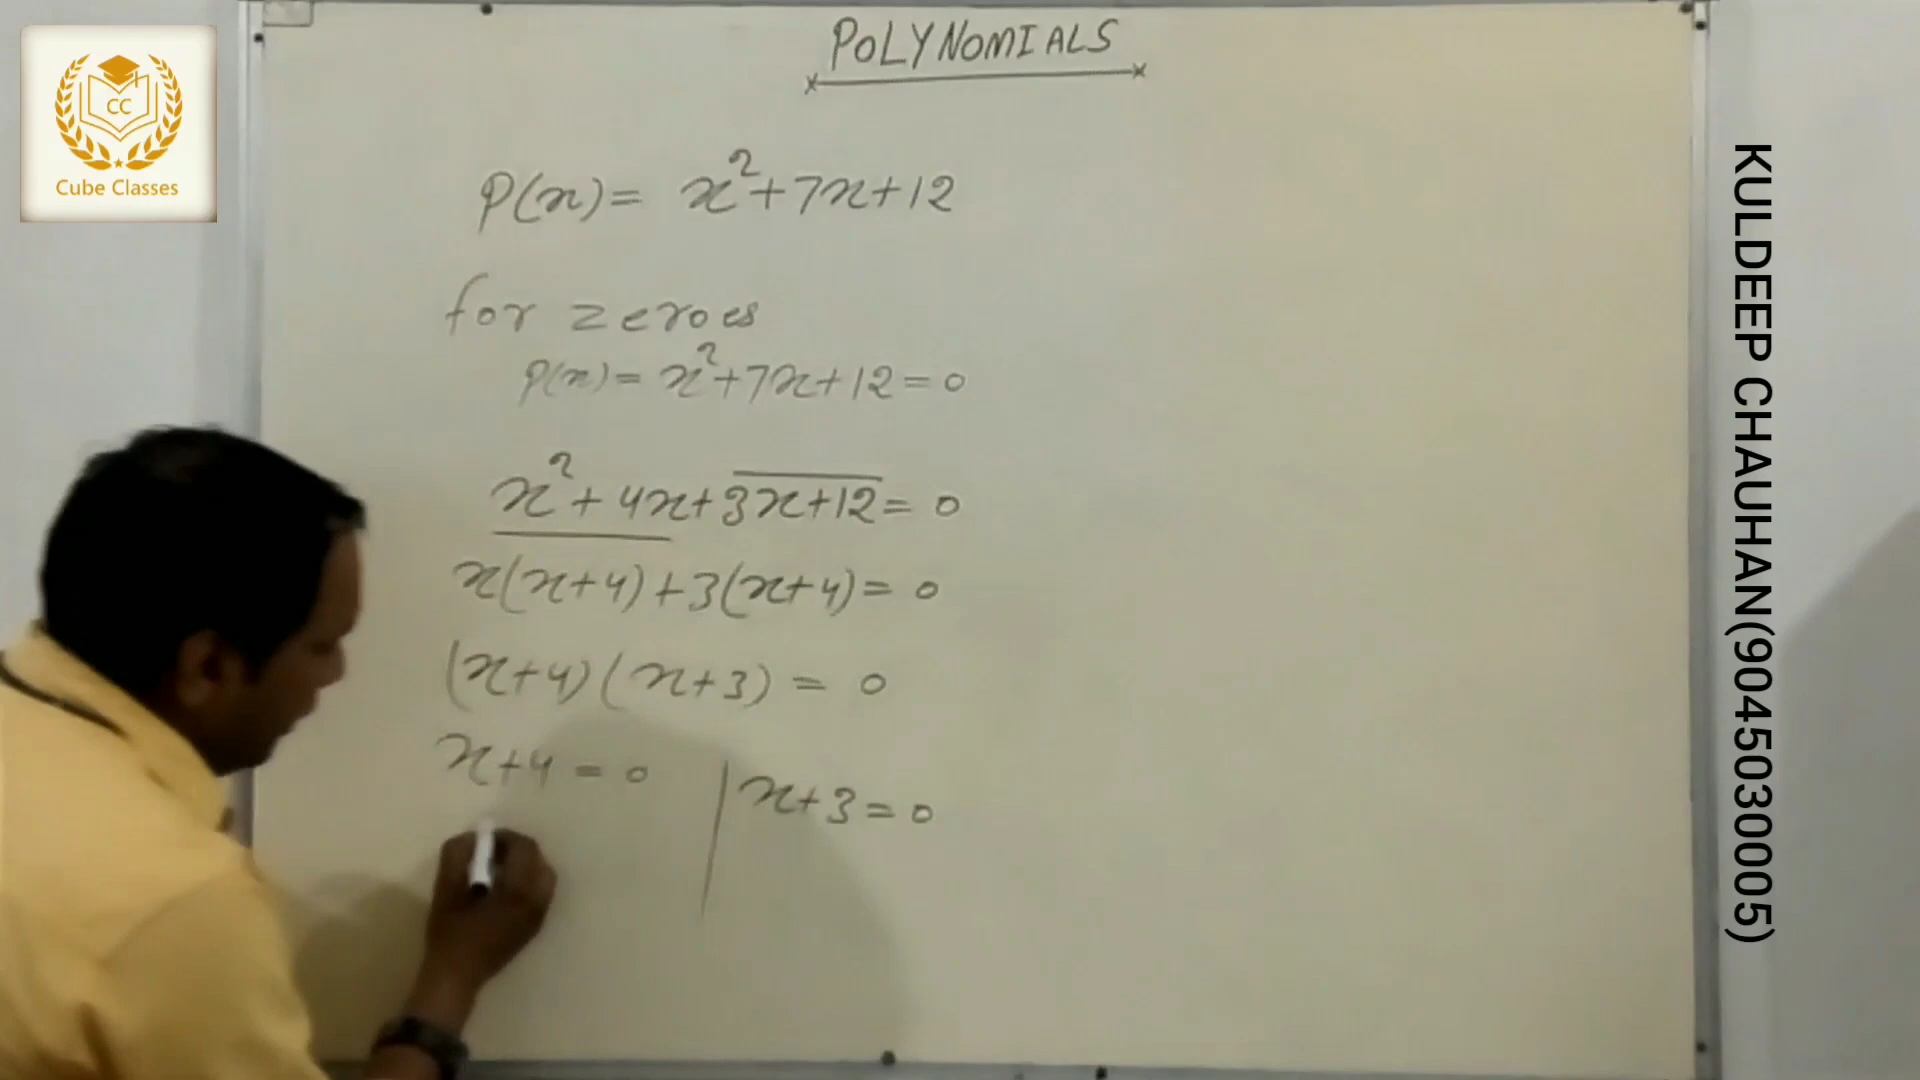 CC
Cube Classes
POLYNOMIALS
P(x) = x²+7x+12
for zeroes
P(x) = x²+7x+12=0
x²+4x+3x+12=0
x(x+4)+3(x+4)=0
(x+4)(x+3) = 0
x+4=0 | x+3=0
KULDEEP CHAUHAN(9045030005)